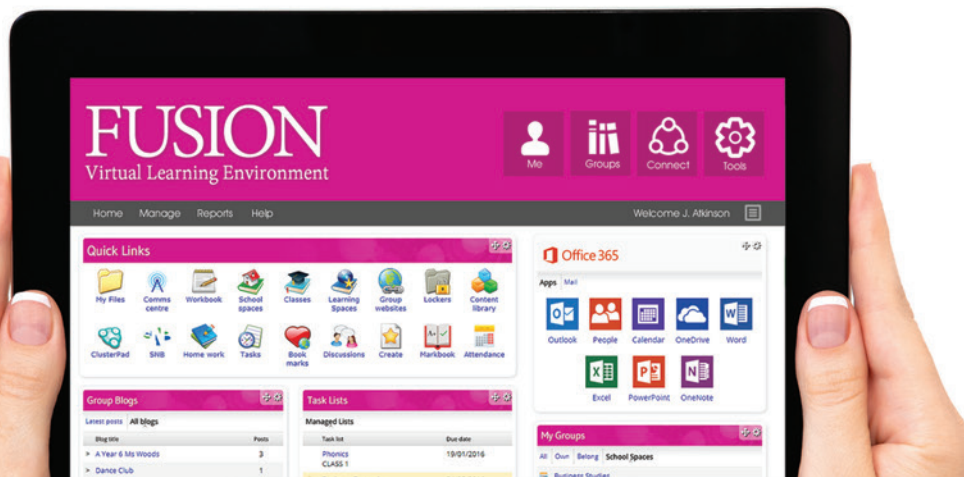 FUSION
Virtual Learning Environment
Me
Groups
Connect
Tools
Home Manage Reports Help
Welcome J. Atkinson
Quick Links
My Files
Comms
centre
Workbook
School
spaces
Classes
Learning
Spaces
Group
websites
Lockers
Content
library
ClusterPad
SNB
Home work
Tasks
Book
marks
Discussions
Create
Markbook
Attendance
Office 365
Apps Mail
Outlook
People
Calendar
OneDrive
Word
Excel
PowerPoint
OneNote
Group Blogs
Latest posts All blogs
Blog title Posts
> A Year 6 Ms Woods 3
> Dance Club 1
Task Lists
Managed Lists
Task list Due date
Phonics 19/01/2016
CLASS 1
My Groups
All Own Belong School Spaces
Business Studies